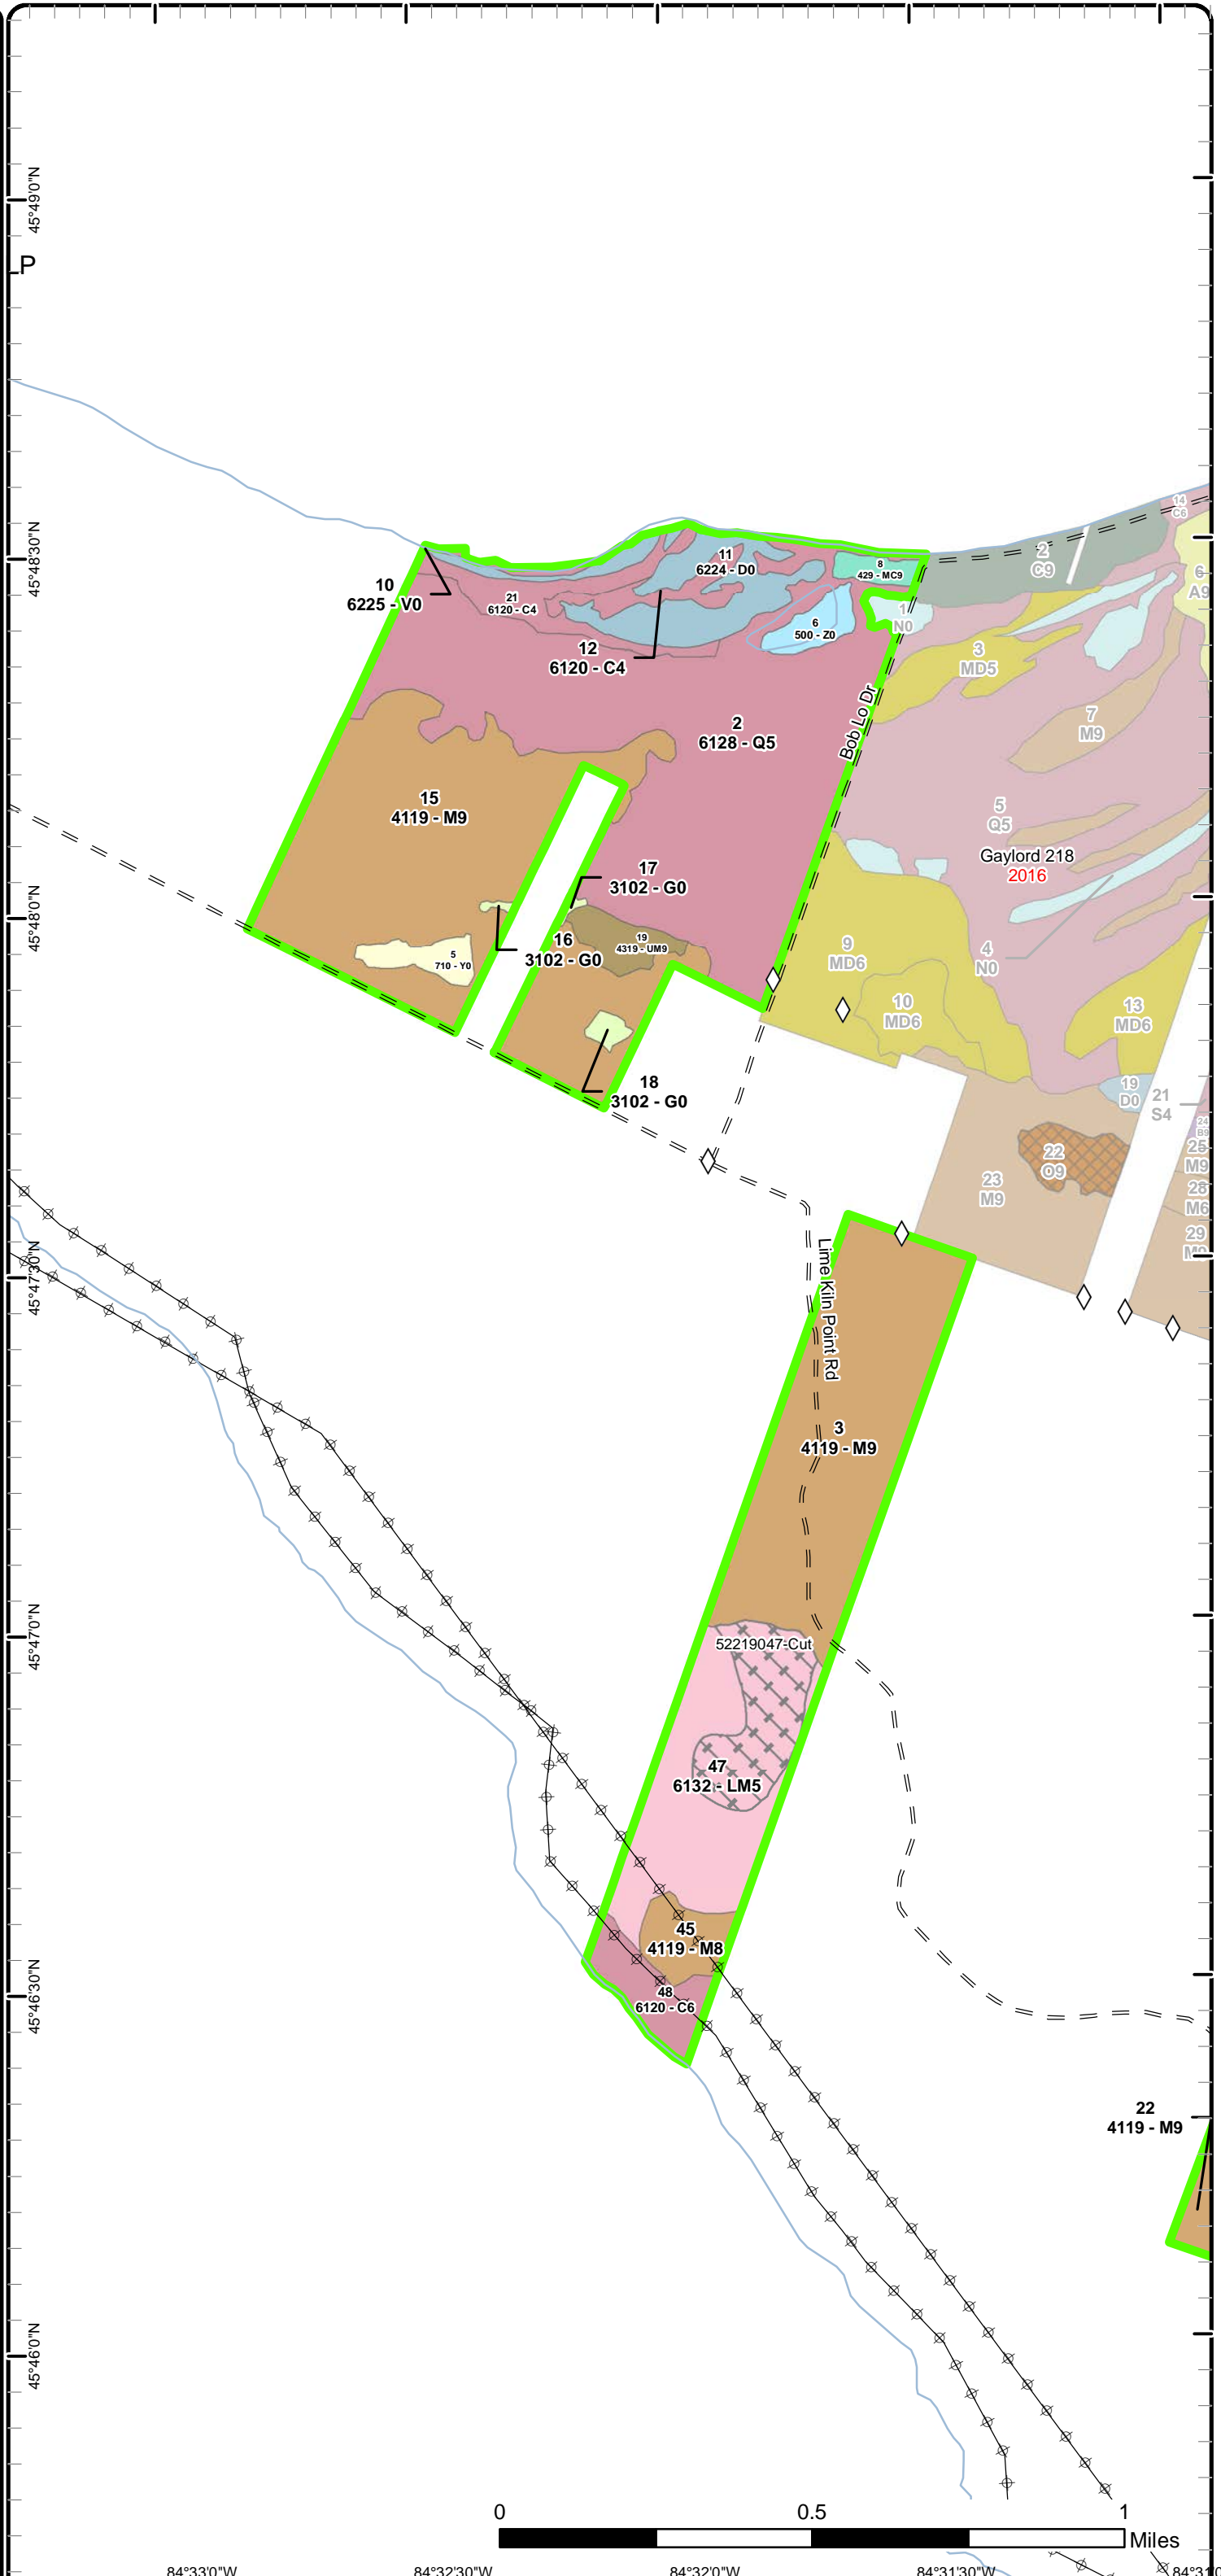 45°49'0"N
P
14
C6
2
C9
11
6224 - D0
8
429 - MC9
6
A9
10
6225 - V0
21
6120 - C4
1
N0
6
500 - Z0
12
6120 - C4
3
MD5
45°48'30"N
Bob Lo Dr
2
6128 - Q5
7
M9
15
4119 - M9
5
Q5
Gaylord 218
2016
17
3102 - G0
45°48'0"N
16
3102 - G0
19
4319 - UM9
5
710 - Y0
9
MD6
4
N0
10
MD6
13
MD6
18
3102 - G0
19
D0
21
S4
24
B9
25
M9
22
O9
23
M9
28
M6
29
45°47'30"N
Lime Kiln Point Rd
3
4119 - M9
45°47'0"N
52219047-Cut
47
6132 - LM5
45
4119 - M8
48
6120 - C6
45°46'30"N
22
4119 - M9
45°46'0"N
0 0.5 1
Miles
84°33'0"W 84°32'30"W 84°32'0"W 84°31'30"W